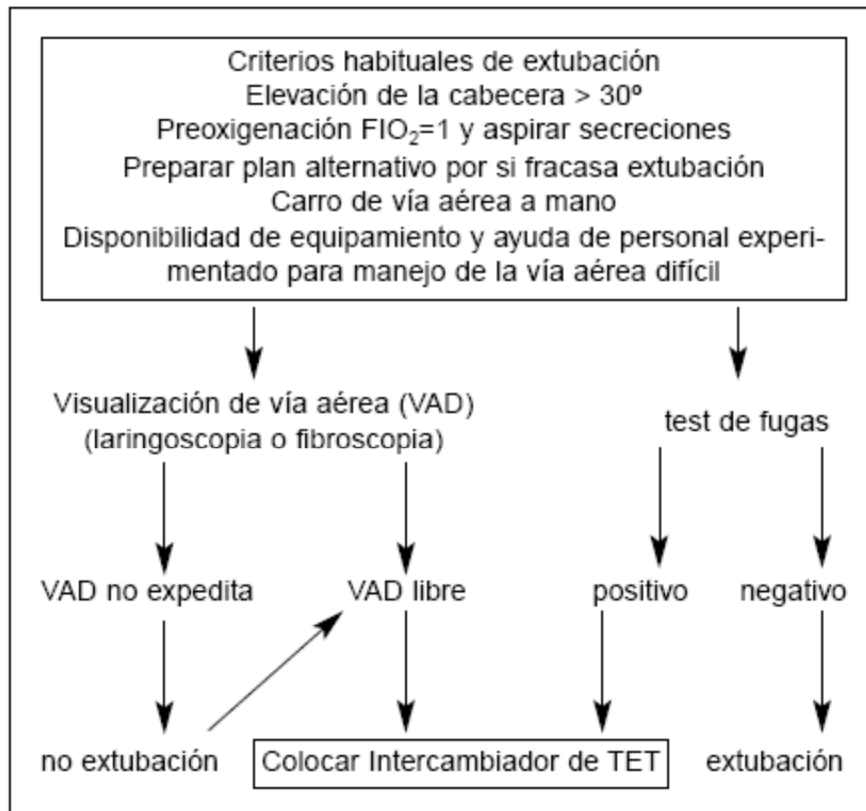 Criterios habituales de extubación
Elevación de la cabecera > 30º
Preoxigenación FIO₂=1 y aspirar secreciones
Preparar plan alternativo por si fracasa extubación
Carro de vía aérea a mano
Disponibilidad de equipamiento y ayuda de personal experi-
mentado para manejo de la vía aérea difícil
Visualización de vía aérea (VAD)
(laringoscopia o fibroscopia)
test de fugas
VAD no expedita
VAD libre
positivo
negativo
no extubación
Colocar Intercambiador de TET
extubación